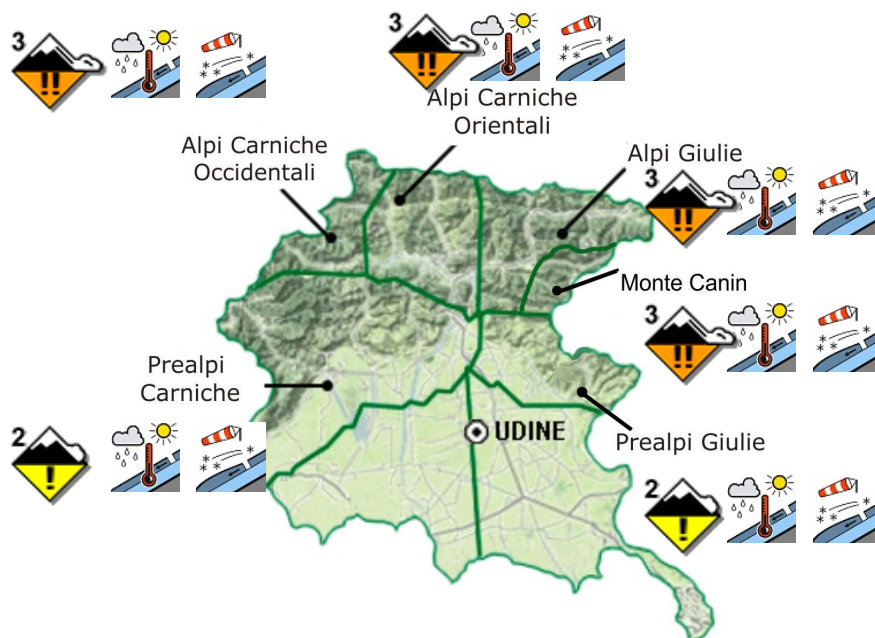 3
!!
3
!!
Alpi Carniche
Orientali
Alpi Carniche
Occidentali
Alpi Giulie
3
!!
Monte Canin
3
!!
Prealpi
Carniche
2
!
UDINE
Prealpi Giulie
2
!